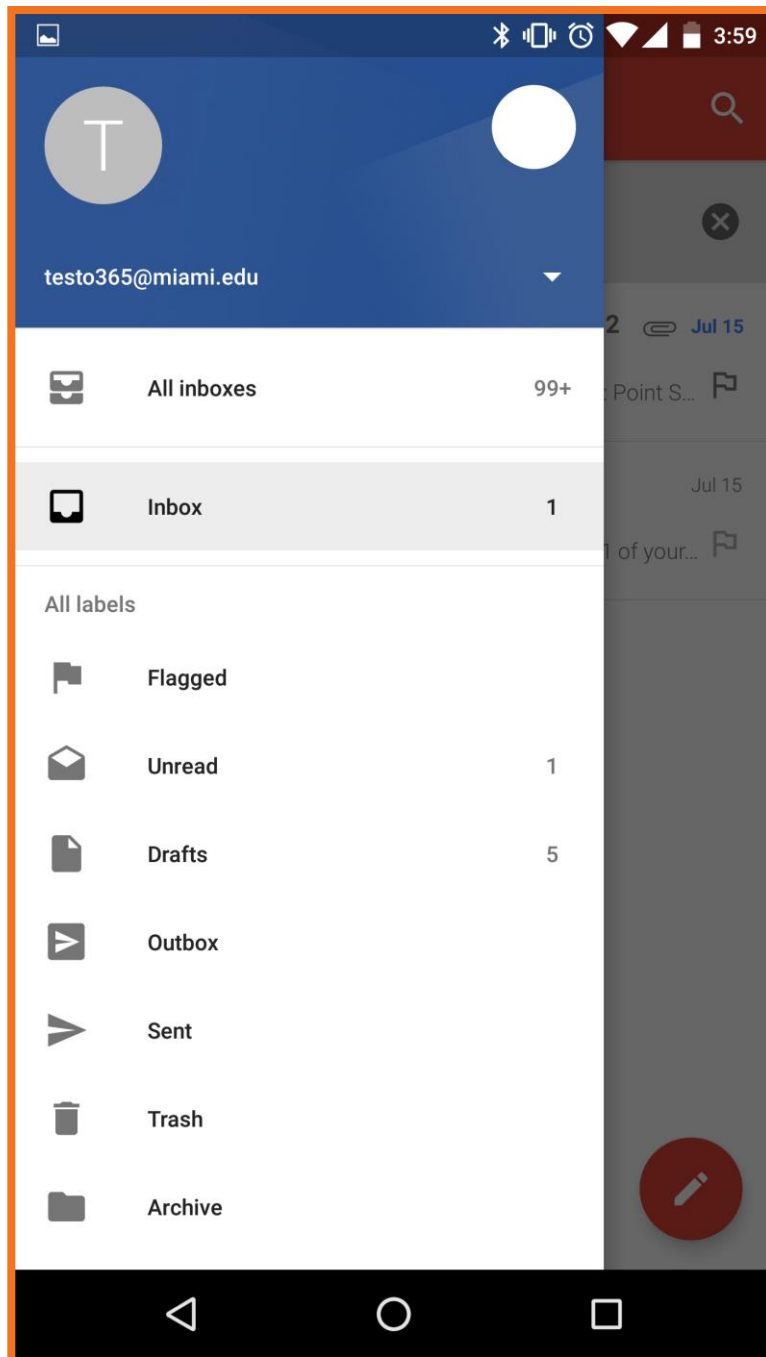 3:59
T
testo365@miami.edu
2 Jul 15
All inboxes 99+
Point S...
Jul 15
Inbox 1
1 of your...
All labels
Flagged
Unread 1
Drafts 5
Outbox
Sent
Trash
Archive